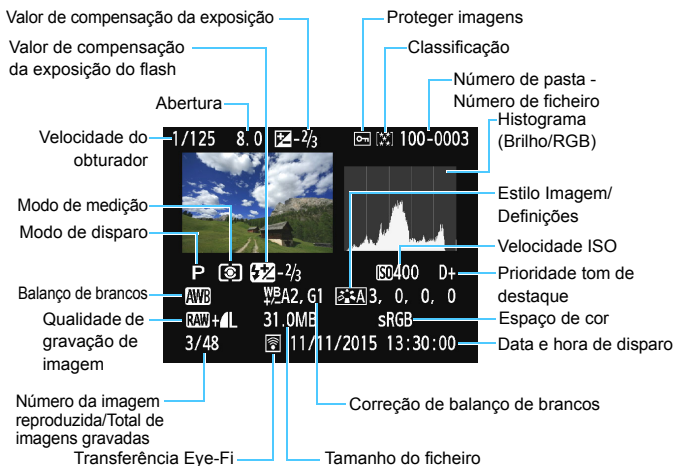 Valor de compensação da exposição
Proteger imagens
Valor de compensação
da exposição do flash
Classificação
Número de pasta -
Número de ficheiro
Abertura
Histograma
(Brilho/RGB)
Velocidade do
obturador
1/125 8.0 -2/3 100-0003
Modo de medição
Estilo Imagem/
Definições
Modo de disparo
Velocidade ISO
P -2/3 ISO400 D+
Prioridade tom de
destaque
Balanço de brancos
AWB WB+/-A2, G1 A3, 0, 0, 0
Qualidade de
gravação de
imagem
RAW+L 31.0MB sRGB
Espaço de cor
3/48 11/11/2015 13:30:00
Data e hora de disparo
Número da imagem
reproduzida/Total de
imagens gravadas
Correção de balanço de brancos
Transferência Eye-Fi
Tamanho do ficheiro